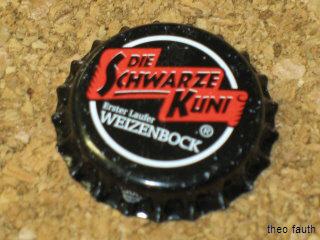 DIE
SCHWARZE
KUNI
Erster Laufer
WEIZENBOCK
®
theo fauth